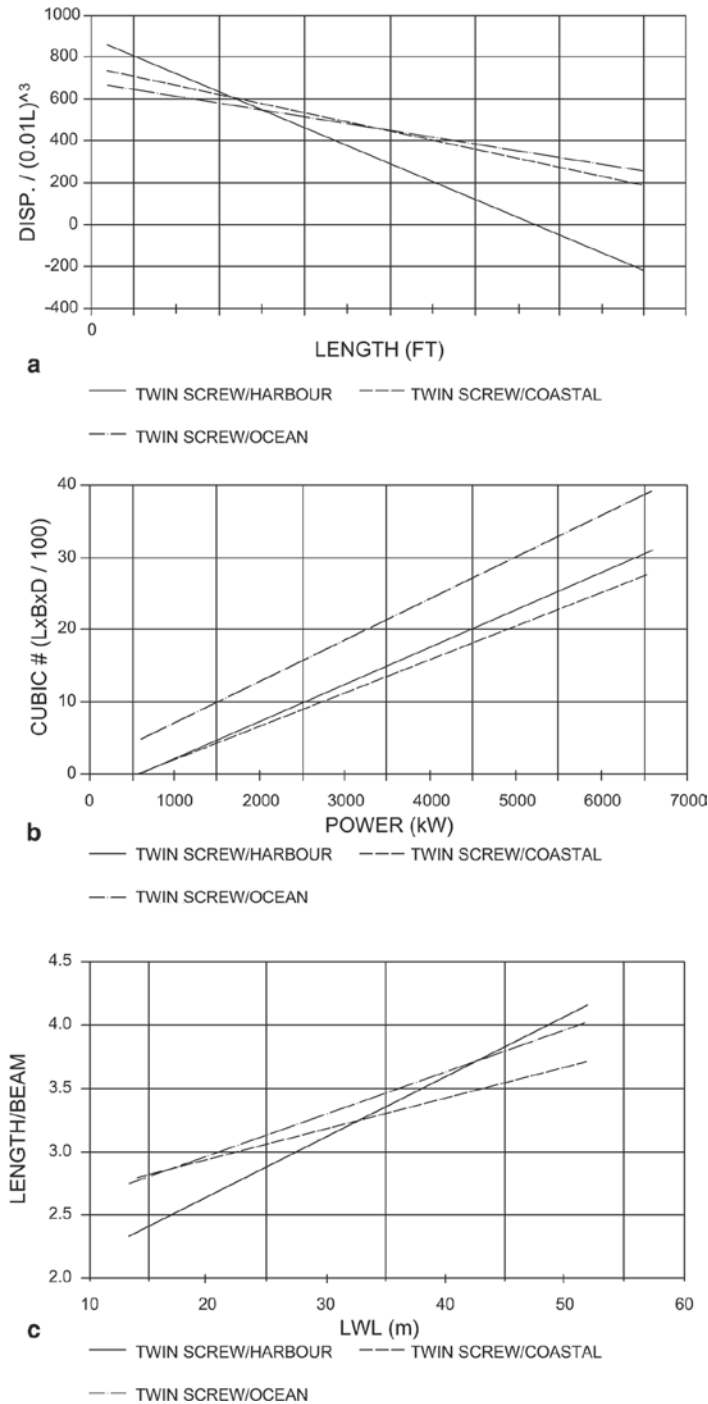 1000
800
600
400
200
0
-200
-400
DISP. / (0.01L)^3
0
LENGTH (FT)
a
TWIN SCREW/HARBOUR TWIN SCREW/COASTAL
TWIN SCREW/OCEAN
40
30
20
10
0
CUBIC # (LxBxD / 100)
0 1000 2000 3000 4000 5000 6000 7000
POWER (kW)
b
TWIN SCREW/HARBOUR TWIN SCREW/COASTAL
TWIN SCREW/OCEAN
4.5
4.0
3.5
3.0
2.5
2.0
LENGTH/BEAM
10 20 30 40 50 60
LWL (m)
c
TWIN SCREW/HARBOUR TWIN SCREW/COASTAL
TWIN SCREW/OCEAN